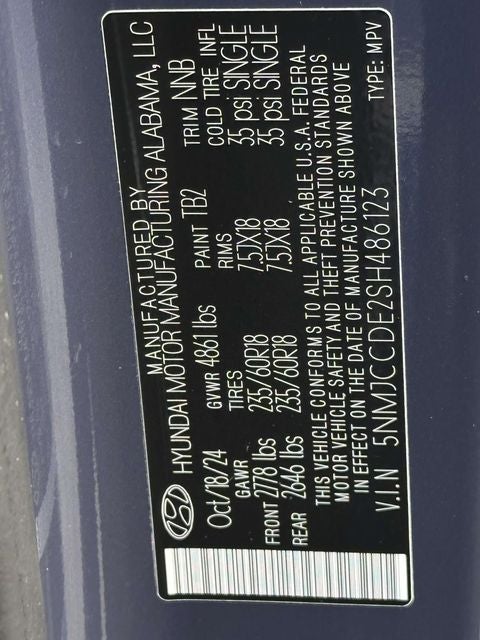 MANUFACTURED BY
HYUNDAI MOTOR MANUFACTURING ALABAMA, LLC
Oct/18/24 GVWR 4861 lbs PAINT TB2 TRIM NNB
GAWR TIRES RIMS COLD TIRE INFL
FRONT 2778 lbs 235/60R18 7.5JX18 35 psi SINGLE
REAR 2646 lbs 235/60R18 7.5JX18 35 psi SINGLE
THIS VEHICLE CONFORMS TO ALL APPLICABLE U.S.A. FEDERAL
MOTOR VEHICLE SAFETY AND THEFT PREVENTION STANDARDS
IN EFFECT ON THE DATE OF MANUFACTURE SHOWN ABOVE
V.I.N 5NMJCCDE2SH486123 TYPE: MPV